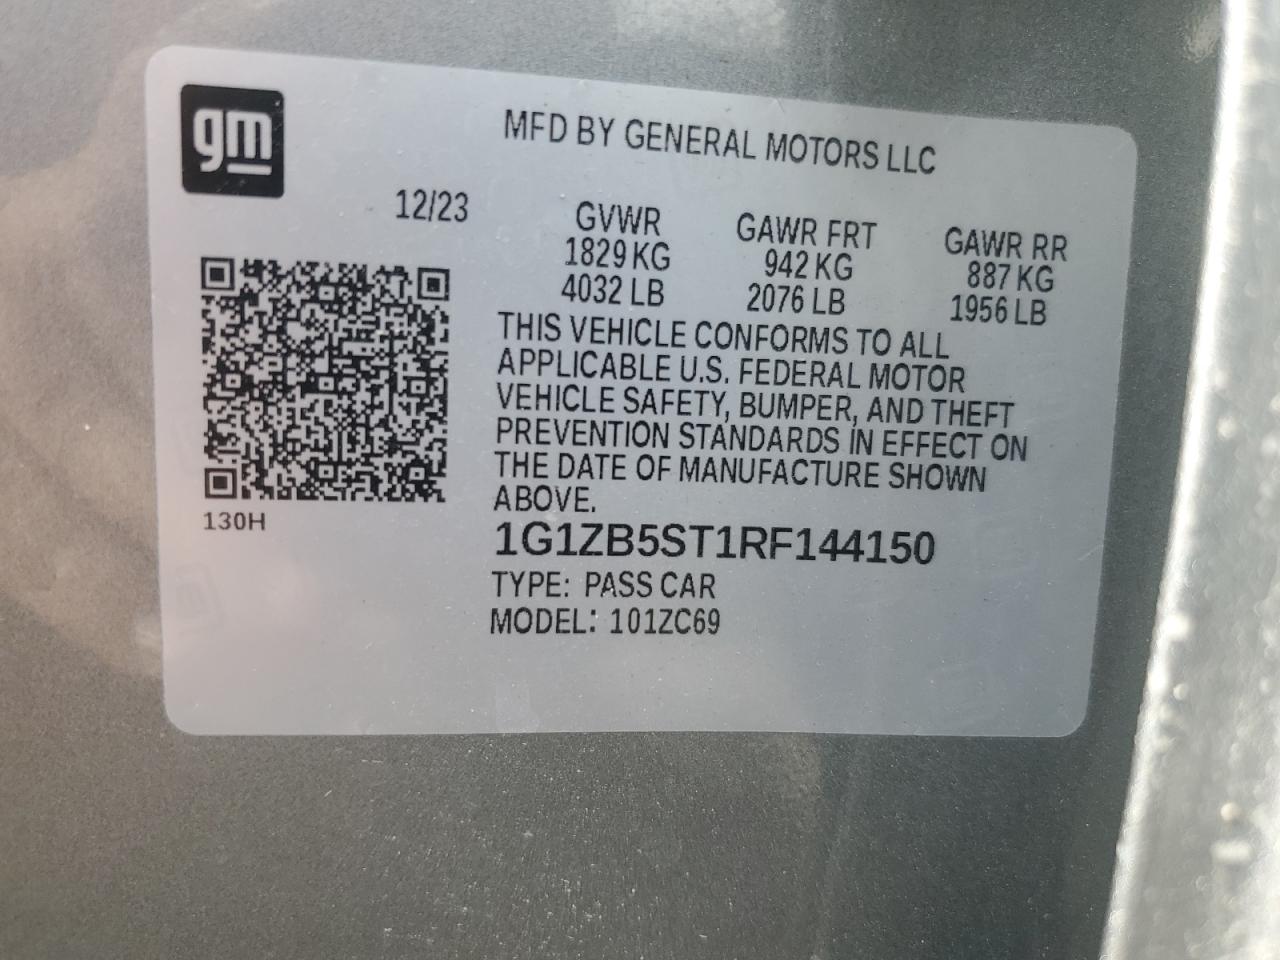 gm
MFD BY GENERAL MOTORS LLC
12/23
GVWR GAWR FRT GAWR RR
1829 KG 942 KG 887 KG
4032 LB 2076 LB 1956 LB
THIS VEHICLE CONFORMS TO ALL
APPLICABLE U.S. FEDERAL MOTOR
VEHICLE SAFETY, BUMPER, AND THEFT
PREVENTION STANDARDS IN EFFECT ON
THE DATE OF MANUFACTURE SHOWN
ABOVE.
130H
1G1ZB5ST1RF144150
TYPE: PASS CAR
MODEL: 101ZC69